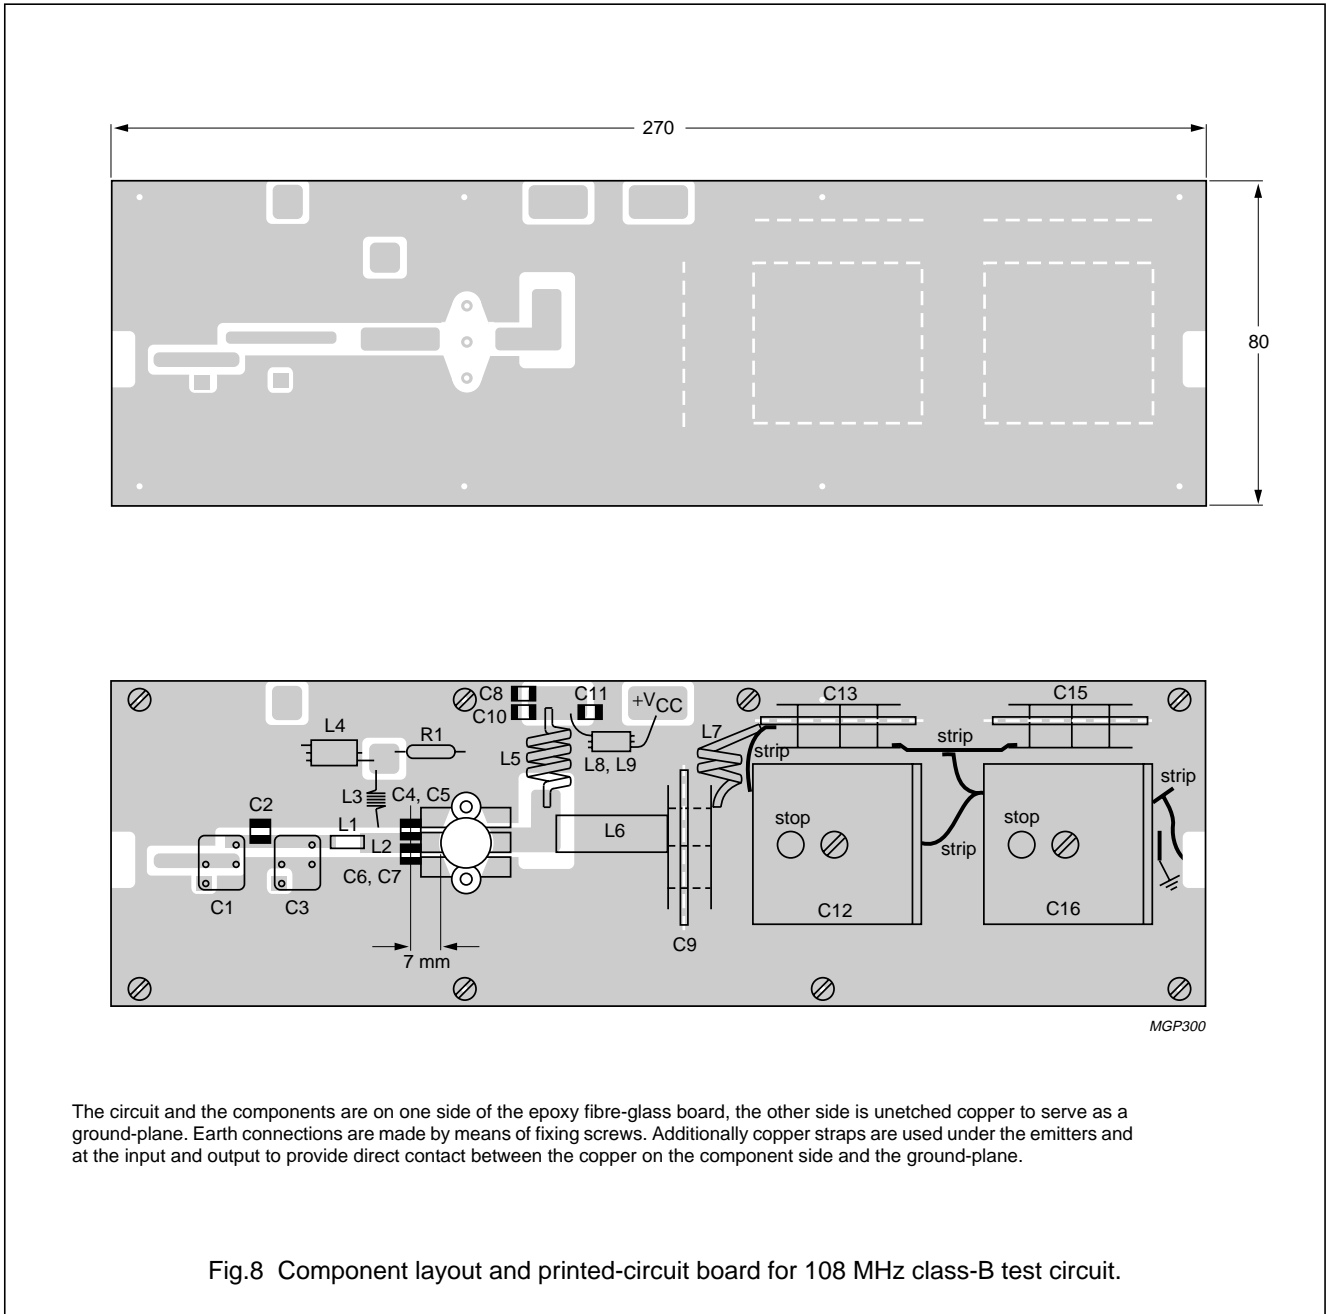 270
80
C8
C11
+VCC
C13
C15
C10
L4
R1
L7
strip
strip
L5
L8, L9
strip
L3
C4, C5
C2
L1
L6
stop
stop
L2
strip
C6, C7
C1
C3
C12
C16
C9
7 mm
MGP300
The circuit and the components are on one side of the epoxy fibre-glass board, the other side is unetched copper to serve as a
ground-plane. Earth connections are made by means of fixing screws. Additionally copper straps are used under the emitters and
at the input and output to provide direct contact between the copper on the component side and the ground-plane.
Fig.8 Component layout and printed-circuit board for 108 MHz class-B test circuit.